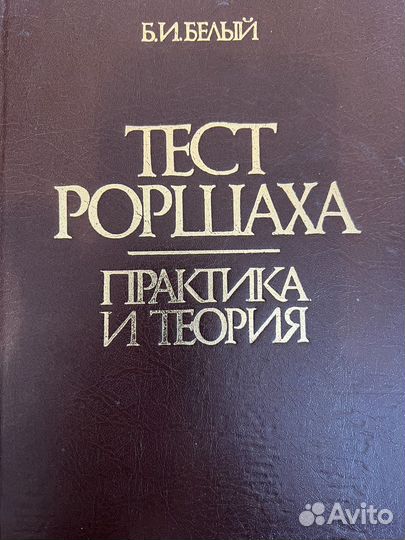 Б.И.БЕЛЫЙ
ТЕСТ
РОРШАХА
ПРАКТИКА
И ТЕОРИЯ
Avito